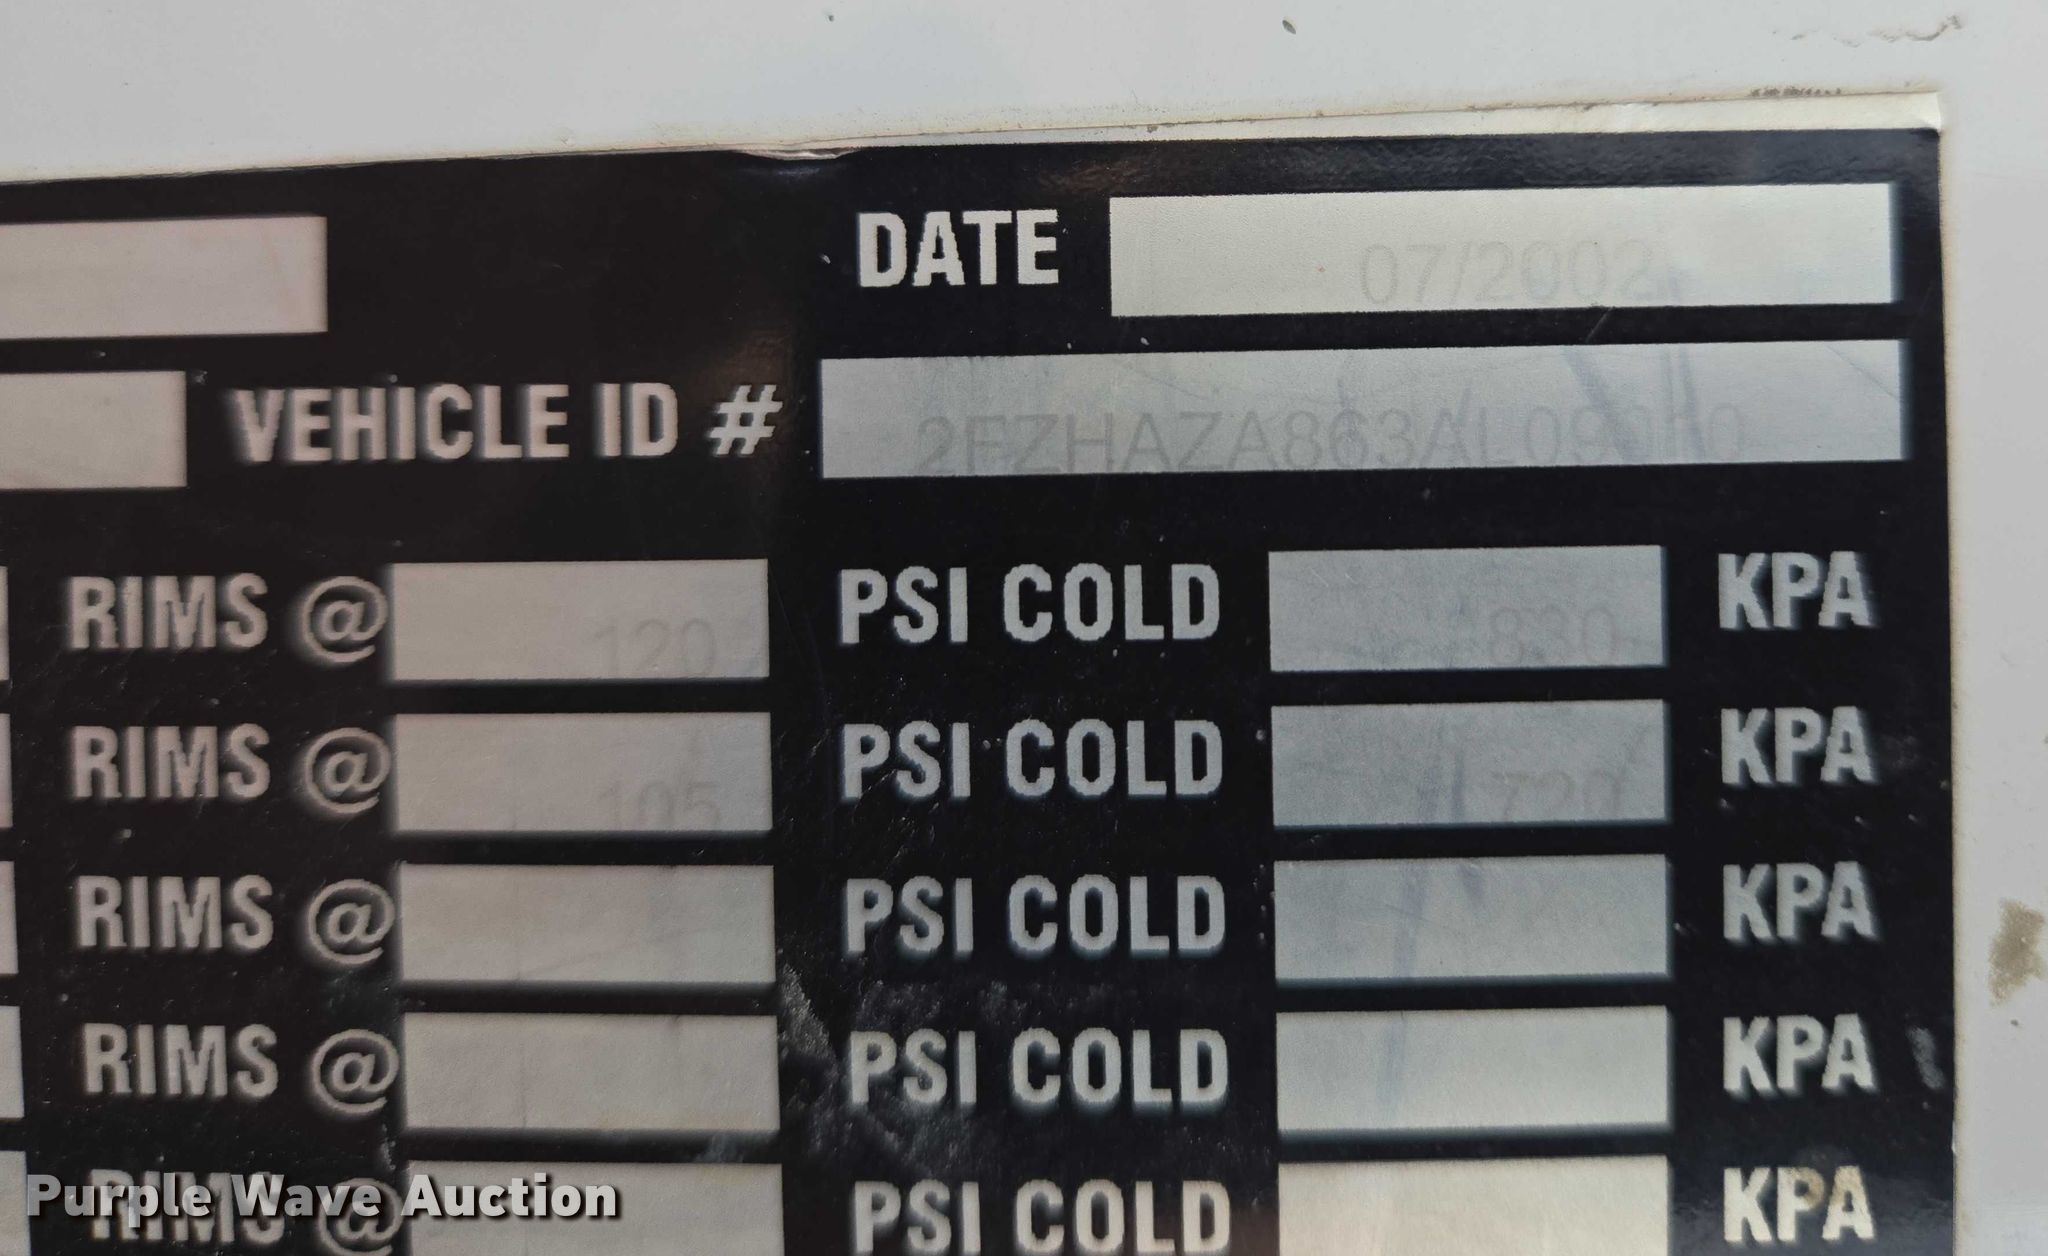 DATE 07/2002
VEHICLE ID #
RIMS @ 120 PSI COLD 830 KPA
RIMS @ 105 PSI COLD 720 KPA
RIMS @ PSI COLD KPA
RIMS @ PSI COLD KPA
RIMS @ PSI COLD KPA
Purple Wave Auction